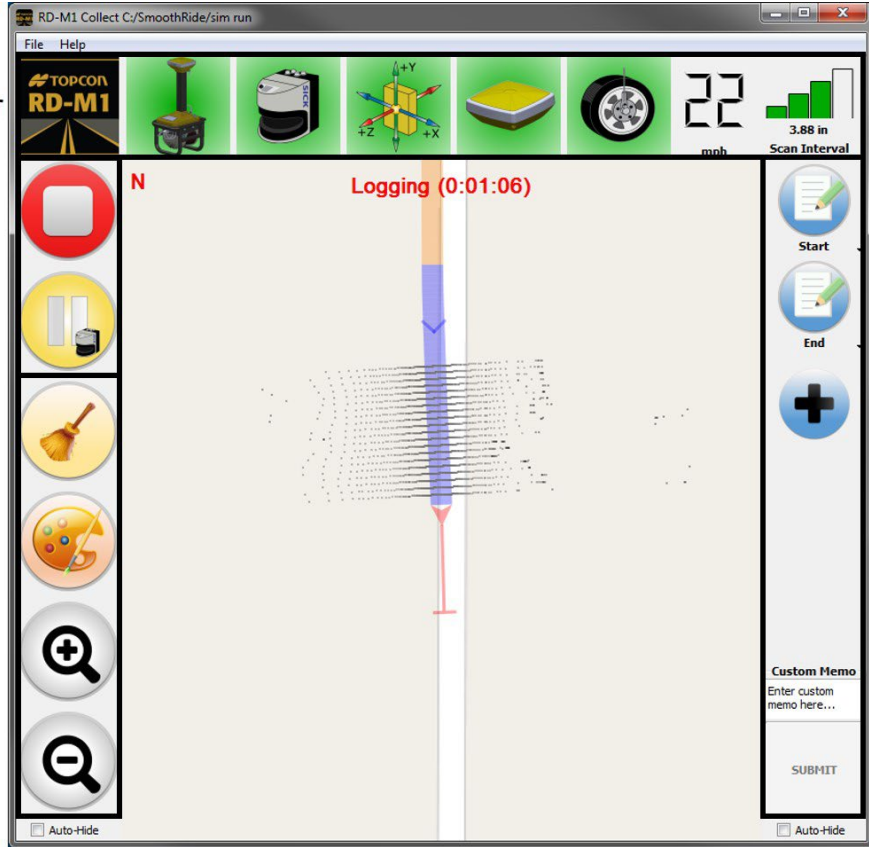 RD-M1 Collect C:/SmoothRide/sim run
File Help
TOPCON
RD-M1
SICK
+Y
+Z
+X
22
mph
3.88 in
Scan Interval
N
Logging (0:01:06)
Start
End
Custom Memo
Enter custom
memo here...
SUBMIT
Auto-Hide
Auto-Hide